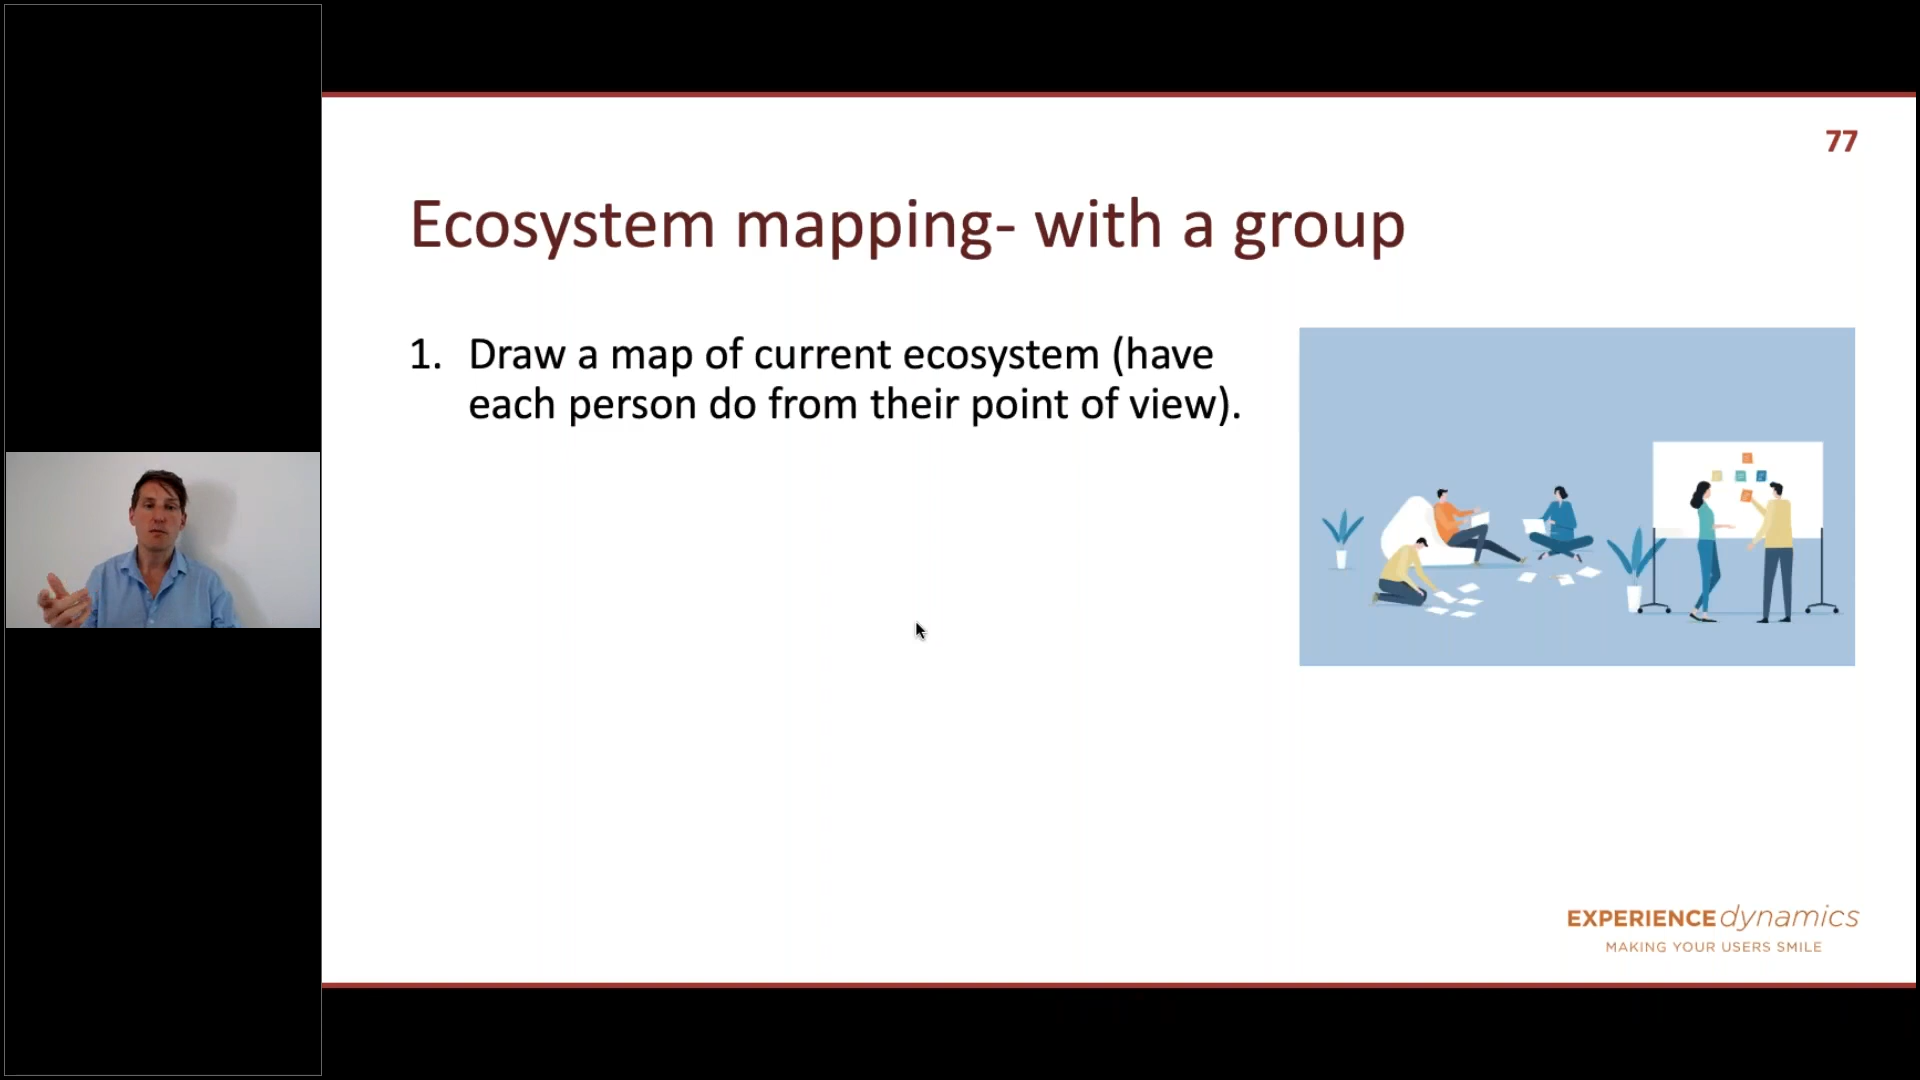 77
Ecosystem mapping- with a group
1. Draw a map of current ecosystem (have
each person do from their point of view).
EXPERIENCE dynamics
MAKING YOUR USERS SMILE